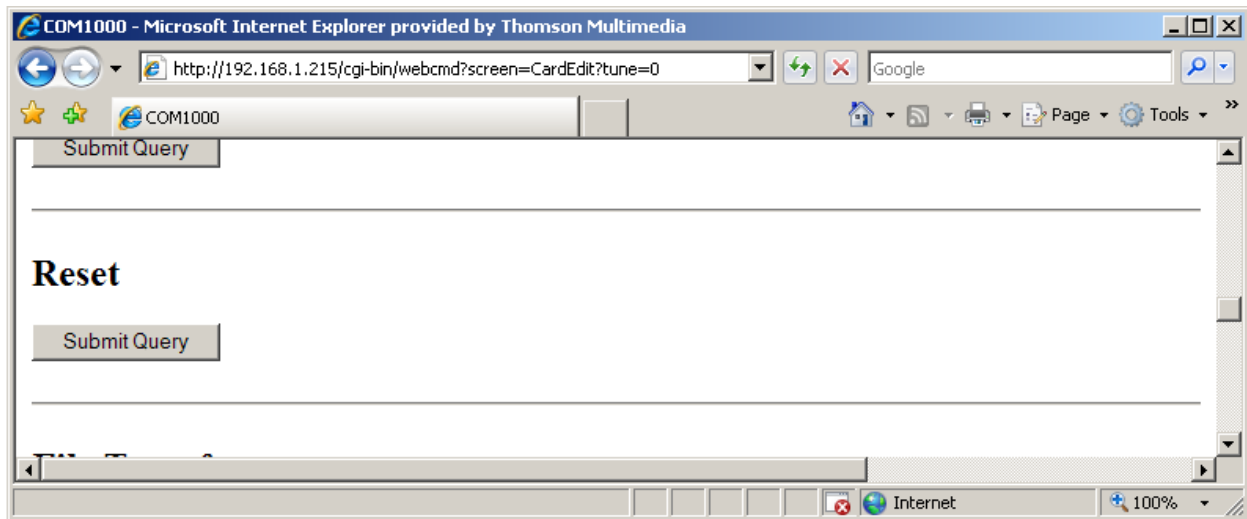 COM1000 - Microsoft Internet Explorer provided by Thomson Multimedia
http://192.168.1.215/cgi-bin/webcmd?screen=CardEdit?tune=0
Google
COM1000
Page
Tools
»
Submit Query
Reset
Submit Query
Internet
100%